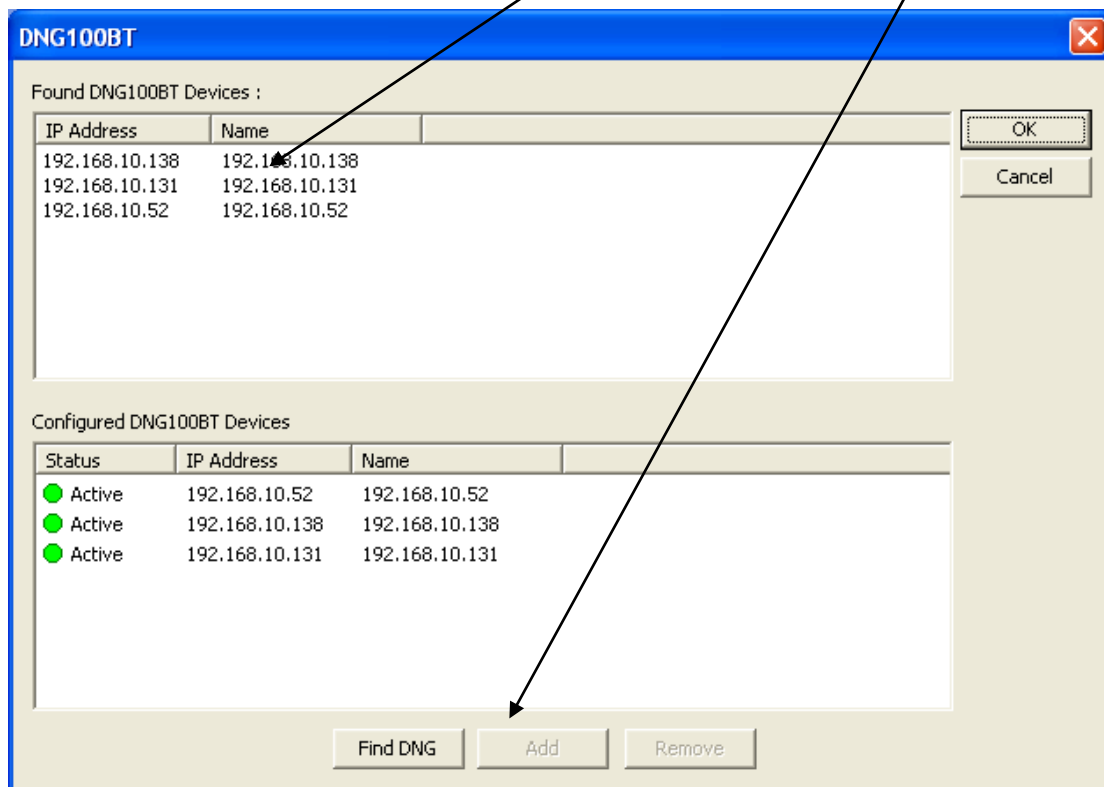 DNG100BT
Found DNG100BT Devices :
IP Address Name
OK
192.168.10.138 192.168.10.138
192.168.10.131 192.168.10.131
Cancel
192.168.10.52 192.168.10.52
Configured DNG100BT Devices
Status IP Address Name
Active 192.168.10.52 192.168.10.52
Active 192.168.10.138 192.168.10.138
Active 192.168.10.131 192.168.10.131
Find DNG Add Remove